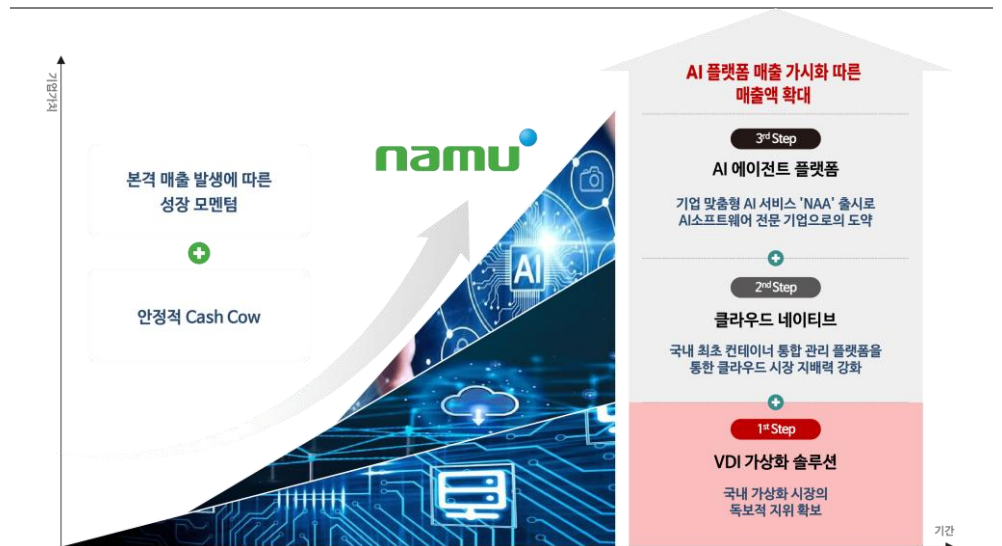 기업가치
본격 매출 발생에 따른
성장 모멘텀
안정적 Cash Cow
namu
AI
AI 플랫폼 매출 가시화 따른
매출액 확대
3rd Step
AI 에이전트 플랫폼
기업 맞춤형 AI 서비스 'NAA' 출시로
AI소프트웨어 전문 기업으로의 도약
2nd Step
클라우드 네이티브
국내 최초 컨테이너 통합 관리 플랫폼을
통한 클라우드 시장 지배력 강화
1st Step
VDI 가상화 솔루션
국내 가상화 시장의
독보적 지위 확보
기간